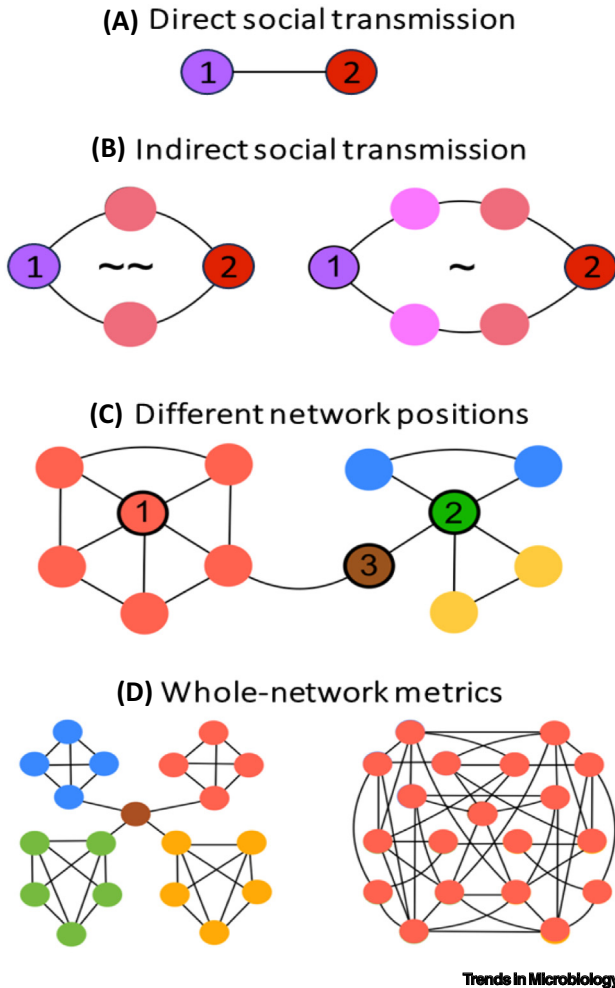 (A) Direct social transmission
1 2
(B) Indirect social transmission
1 ~~ 2 1 ~ 2
(C) Different network positions
1 2
3
(D) Whole-network metrics
Trends in Microbiology